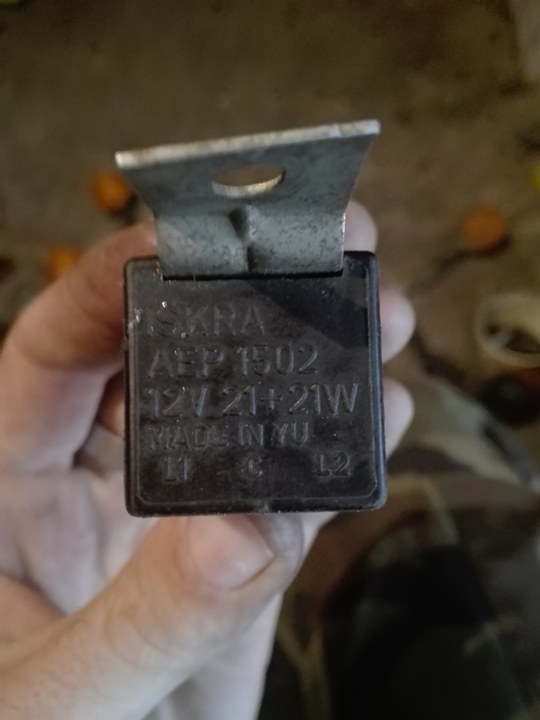 ISKRA
AEP 1502
12V 21+21W
MADE IN YU
L1 C L2